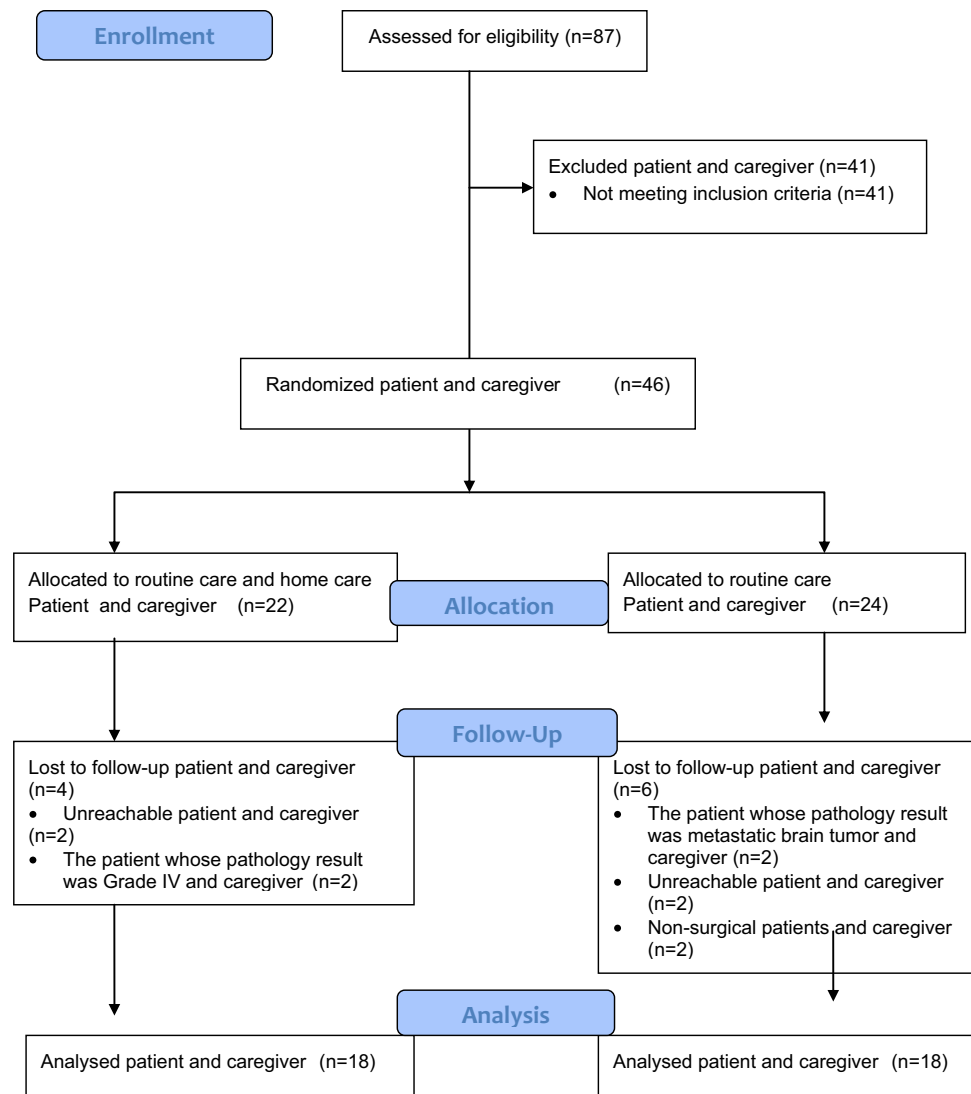 Enrollment
Assessed for eligibility (n=87)
Excluded patient and caregiver (n=41)
• Not meeting inclusion criteria (n=41)
Randomized patient and caregiver (n=46)
Allocated to routine care and home care
Patient and caregiver (n=22)
Allocation
Allocated to routine care
Patient and caregiver (n=24)
Follow-Up
Lost to follow-up patient and caregiver
(n=4)
• Unreachable patient and caregiver
(n=2)
• The patient whose pathology result
was Grade IV and caregiver (n=2)
Lost to follow-up patient and caregiver
(n=6)
• The patient whose pathology result
was metastatic brain tumor and
caregiver (n=2)
• Unreachable patient and caregiver
(n=2)
• Non-surgical patients and caregiver
(n=2)
Analysis
Analysed patient and caregiver (n=18)
Analysed patient and caregiver (n=18)